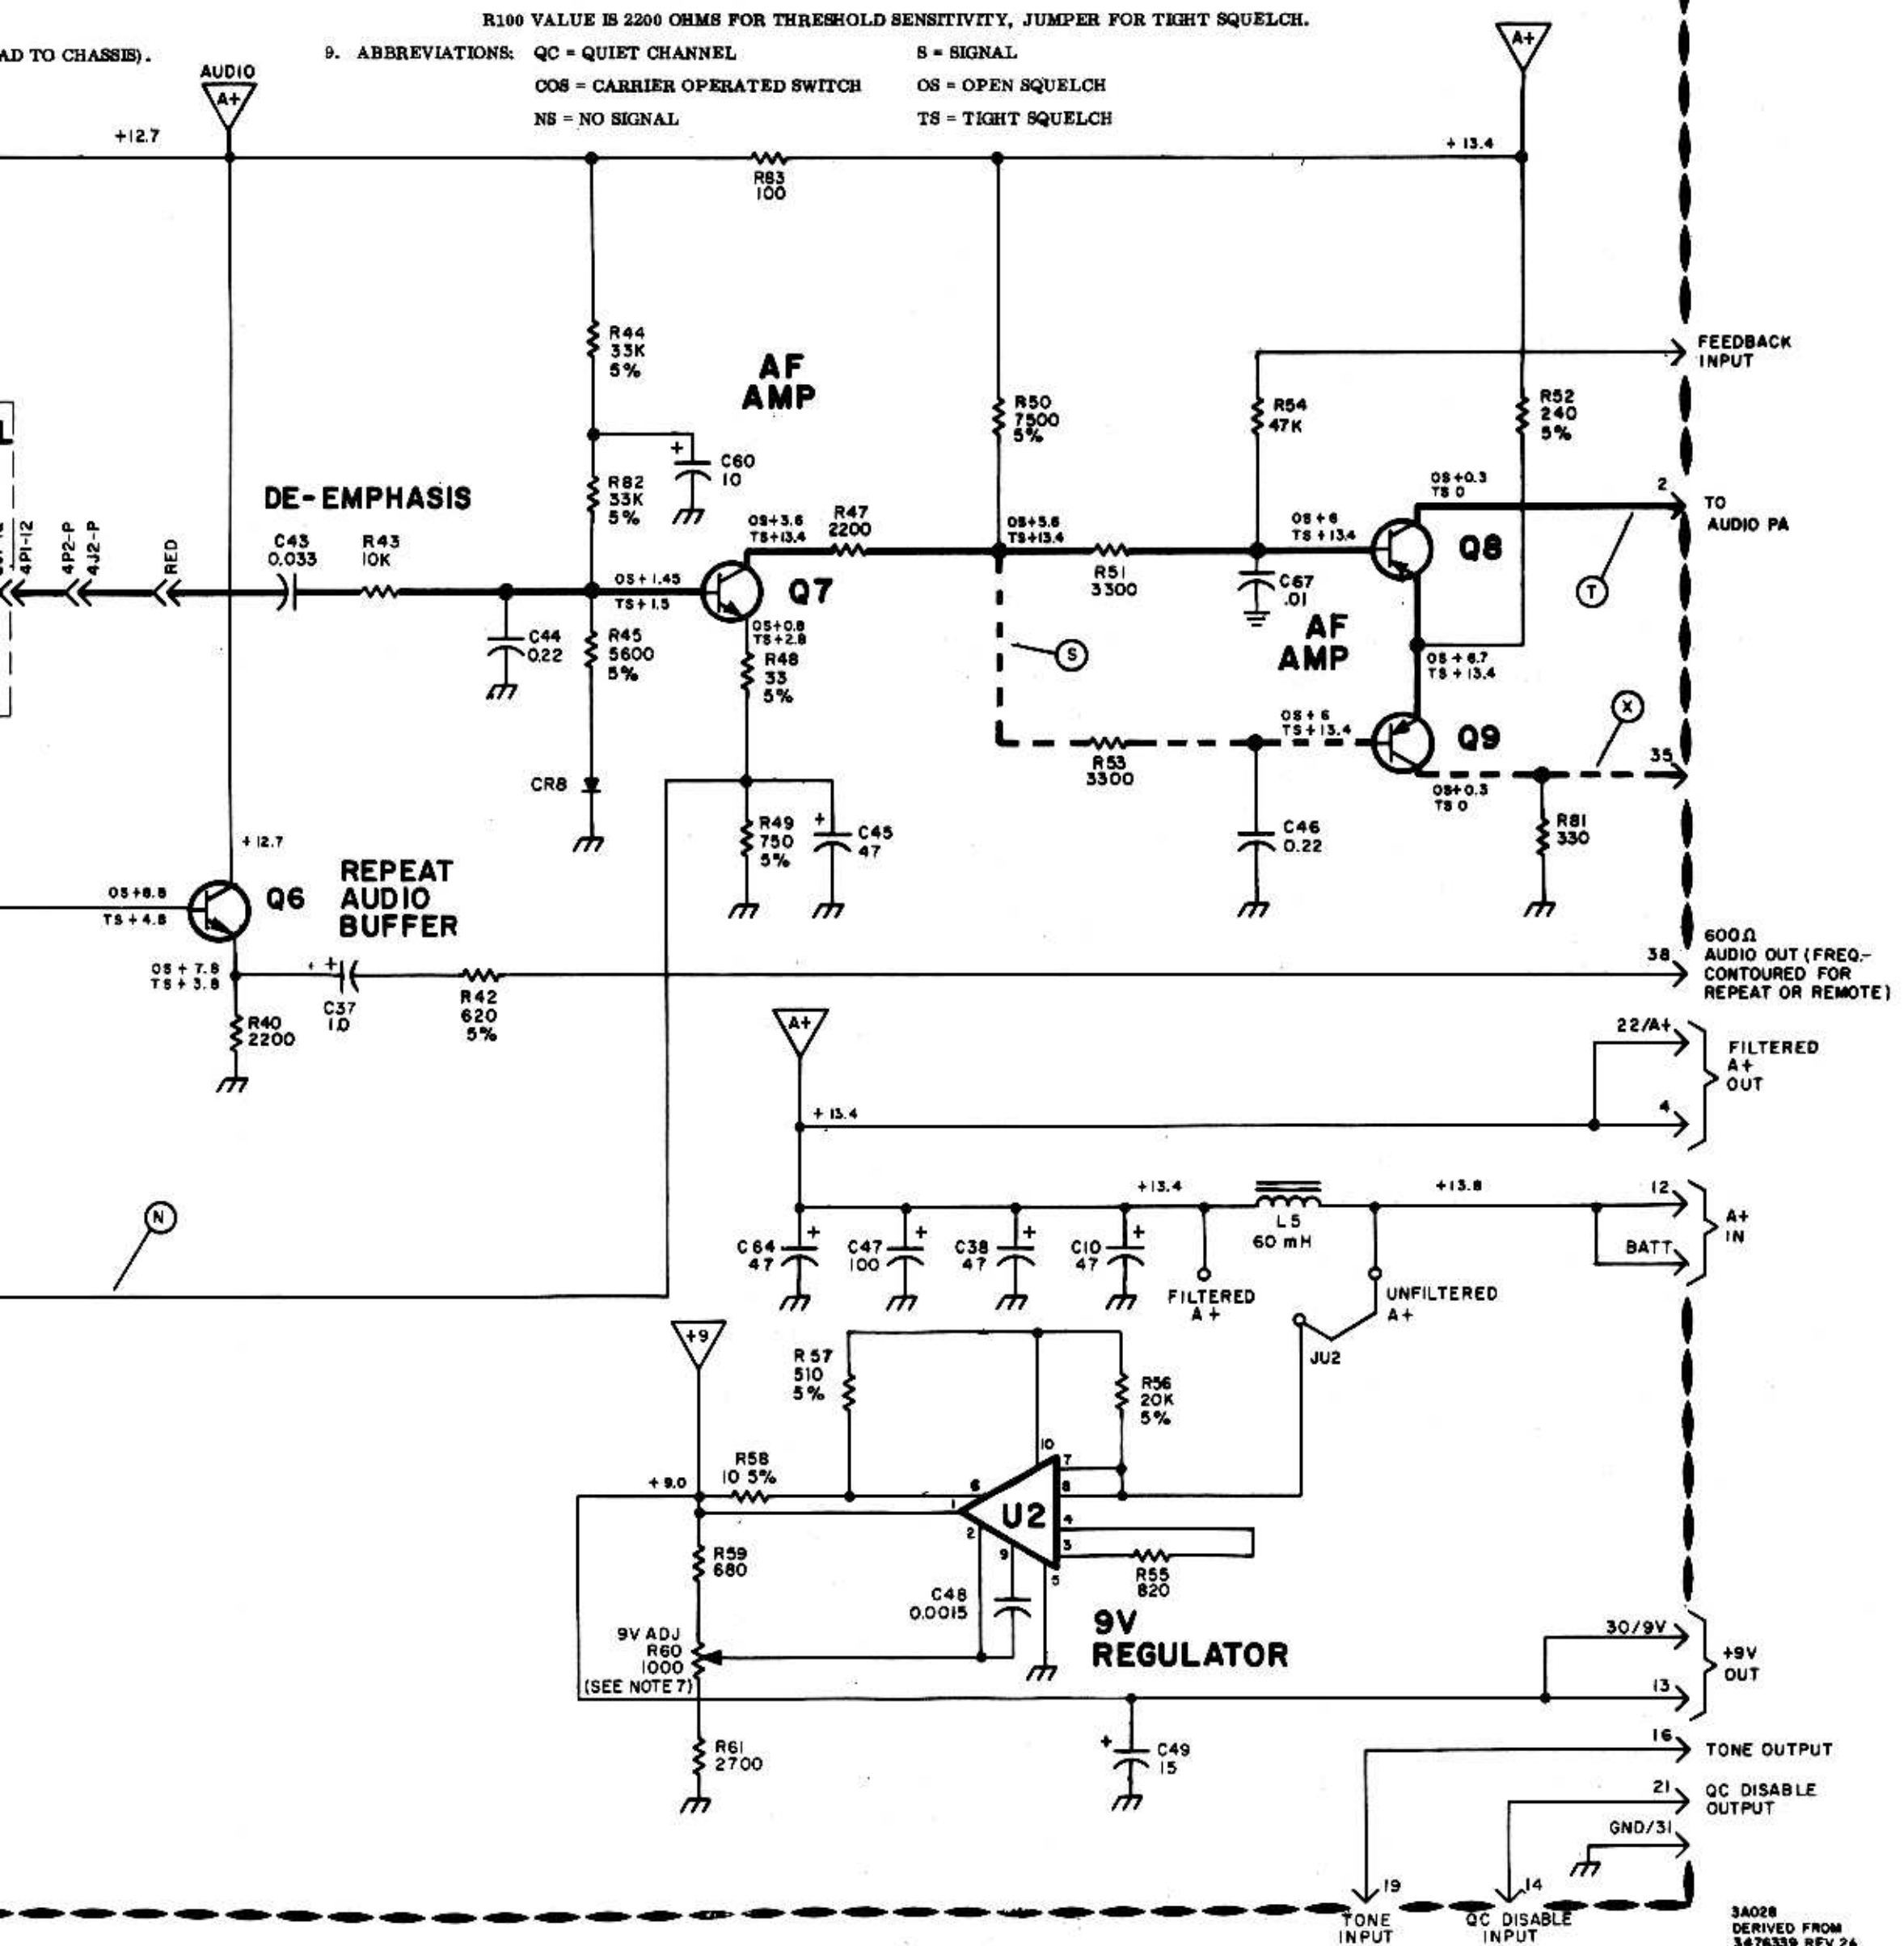 R100 VALUE IS 2200 OHMS FOR THRESHOLD SENSITIVITY, JUMPER FOR TIGHT SQUELCH.
AD TO CHASSIS).
9. ABBREVIATIONS: QC = QUIET CHANNEL
S = SIGNAL
COS = CARRIER OPERATED SWITCH
OS = OPEN SQUELCH
NS = NO SIGNAL
TS = TIGHT SQUELCH
AUDIO
A+
A+
+12.7
+ 13.4
R83
100
R44
33K
5%
AF
AMP
FEEDBACK
INPUT
R50
7500
5%
R54
47K
R52
240
5%
+
C60
10
R82
33K
5%
DE-EMPHASIS
OS+0.3
TS 0
2
TO
AUDIO PA
4P1-12
4P2-P
4J2-P
RED
C43
0.033
R43
10K
OS+3.6
TS+13.4
R47
2200
OS+5.6
TS+13.4
OS+6
TS+13.4
Q8
R51
3300
C67
.01
T
OS+1.45
TS+1.5
Q7
C44
0.22
R45
5600
5%
OS+0.8
TS+2.8
R48
33
5%
S
AF
AMP
OS+6.7
TS+13.4
X
OS+6
TS+13.4
Q9
R53
3300
35
CR8
OS+0.3
TS 0
R49
750
5%
+
C45
47
C46
0.22
R81
330
+12.7
OS+8.8
TS+4.8
Q6
REPEAT
AUDIO
BUFFER
OS+7.8
TS+3.8
+
C37
1.0
R42
620
5%
R40
2200
38
600Ω
AUDIO OUT (FREQ.-
CONTOURED FOR
REPEAT OR REMOTE)
A+
22/A+
4
FILTERED
A+
OUT
+13.4
N
+13.4
+13.8
12
BATT
A+
IN
C64
47
+
C47
100
+
C38
47
+
C10
47
+
L5
60 mH
FILTERED
A+
UNFILTERED
A+
JU2
+9
R57
510
5%
R56
20K
5%
R58
10 5%
+9.0
10
7
6
8
1
U2
4
2
9
3
5
R55
820
R59
680
C48
0.0015
9V
REGULATOR
9V ADJ
R60
1000
(SEE NOTE 7)
30/9V
13
+9V
OUT
R61
2700
+
C49
15
16
TONE OUTPUT
21
QC DISABLE
OUTPUT
GND/31
19
14
TONE
INPUT
QC DISABLE
INPUT
3A028
DERIVED FROM